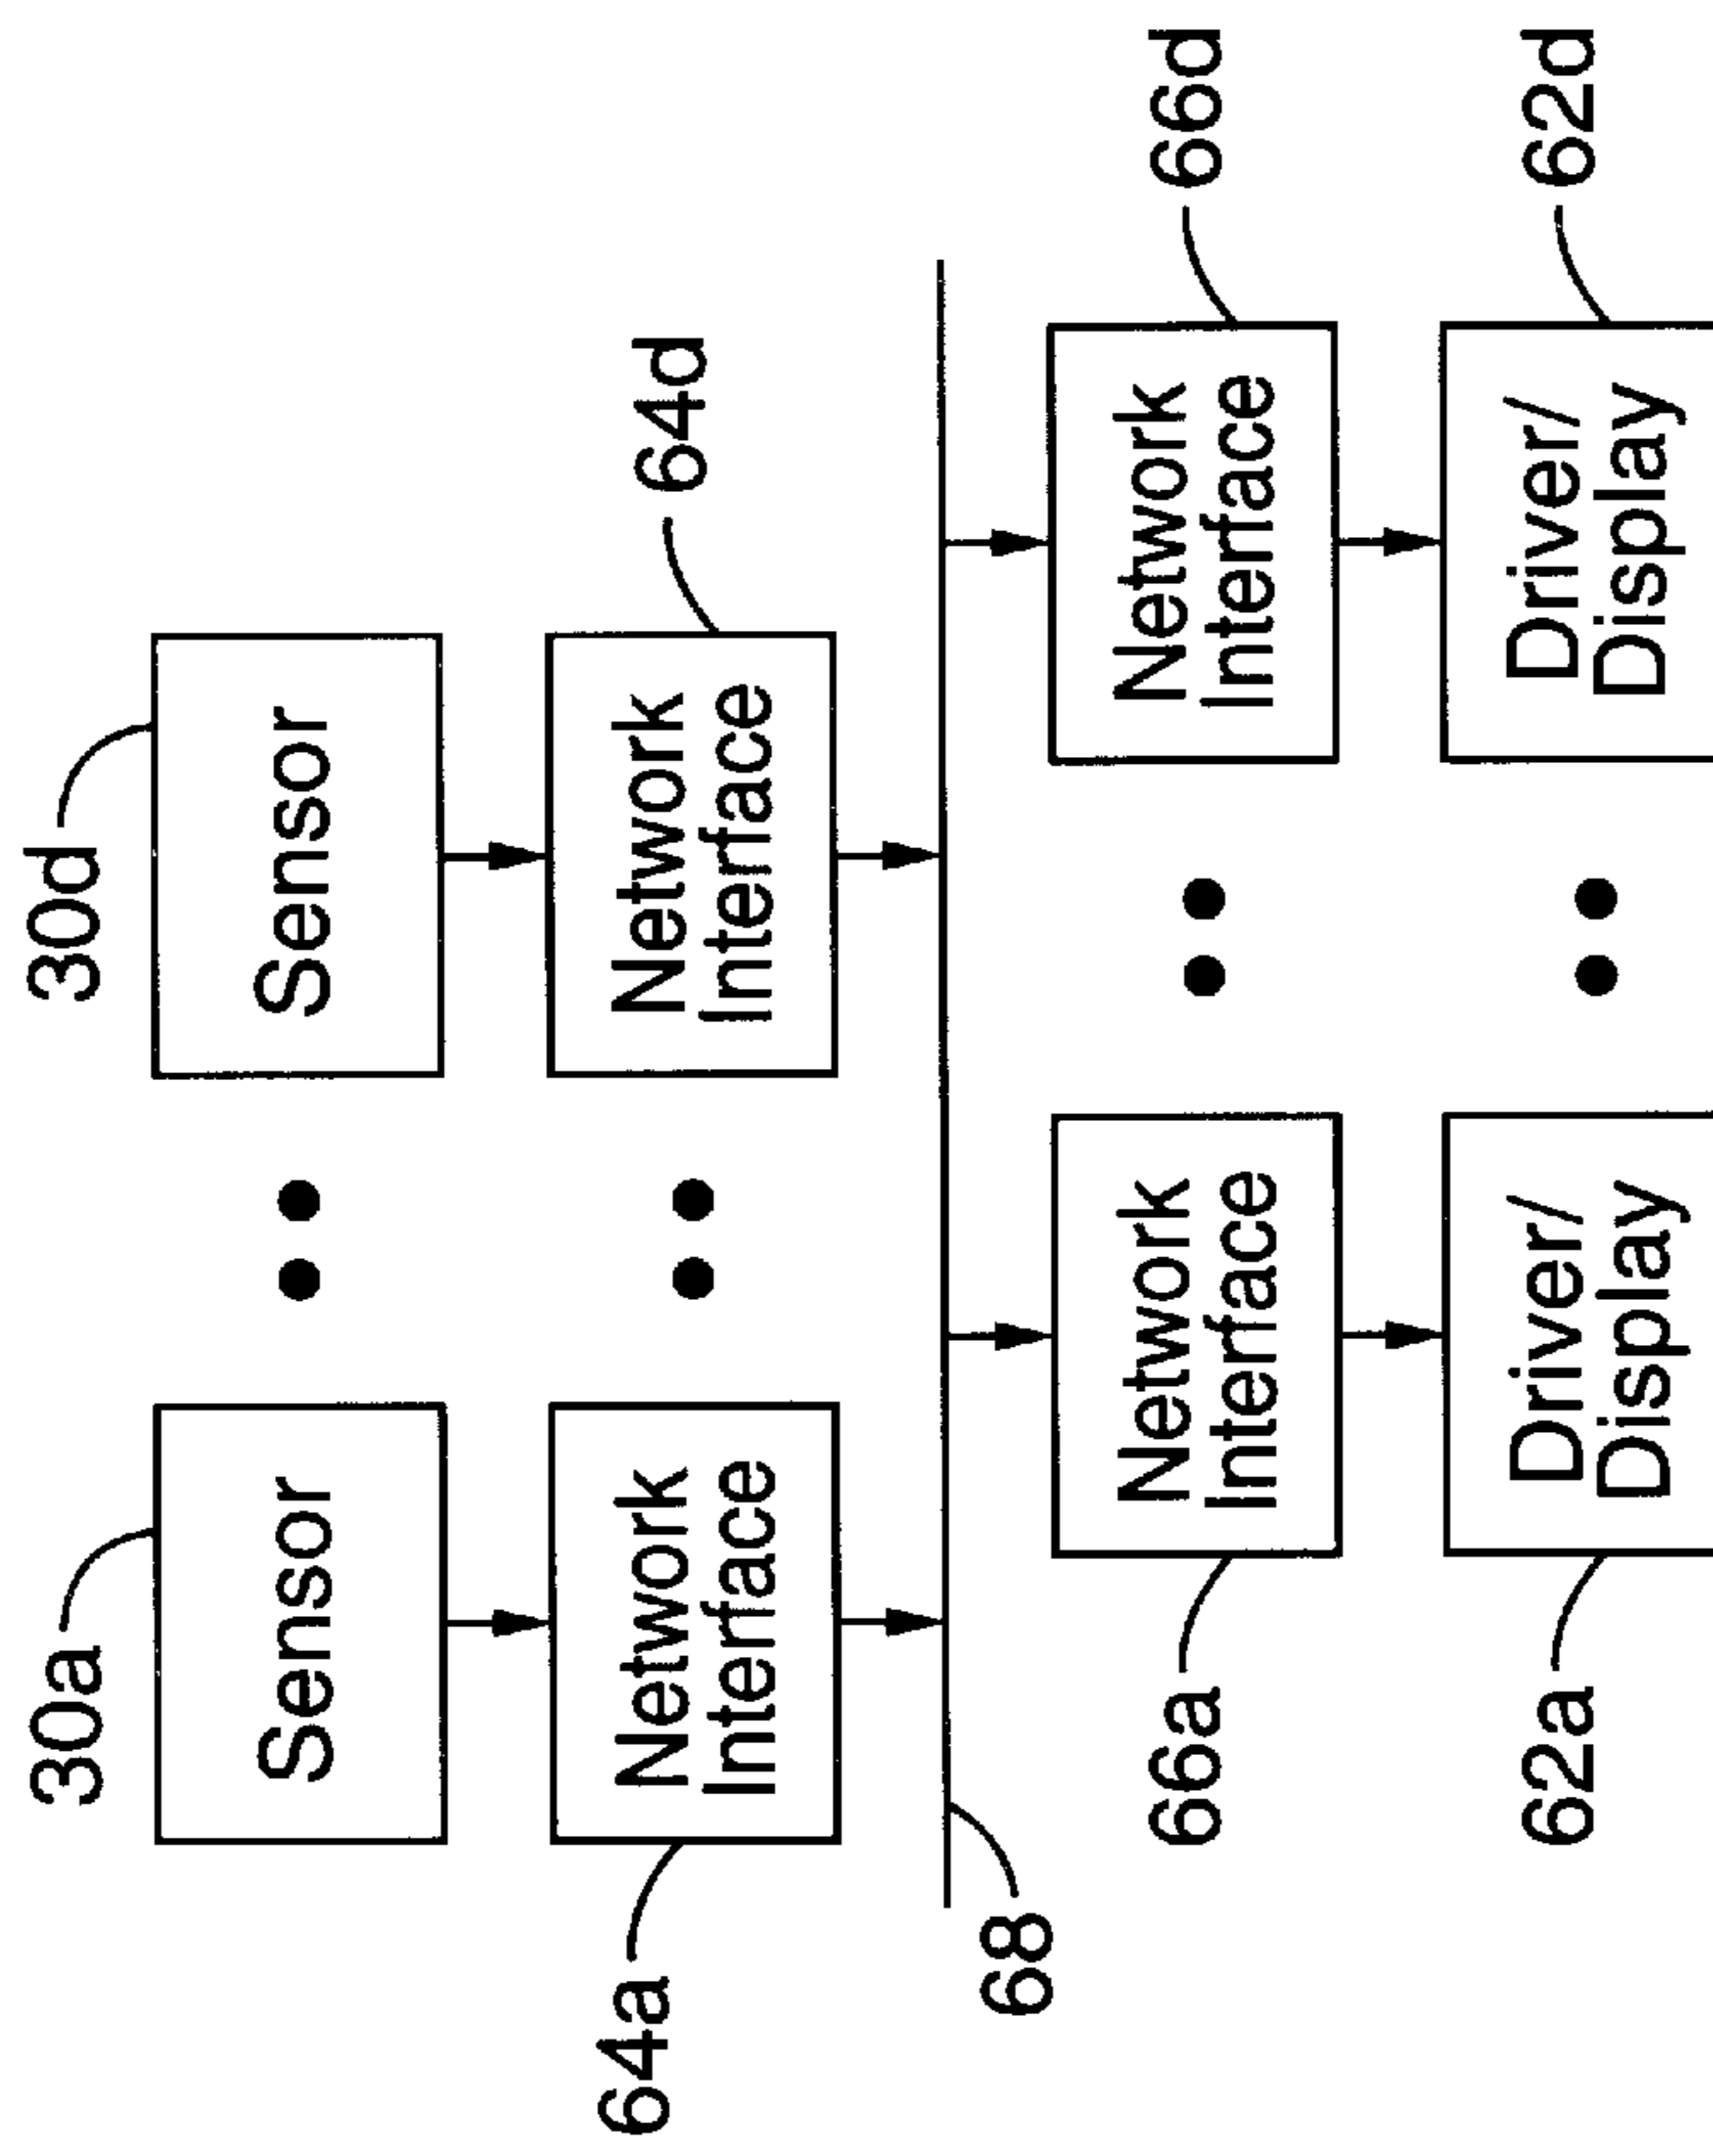 30a
30d
Sensor
Sensor
64a
Network
Interface
Network
Interface
64d
68
66a
Network
Interface
Network
Interface
66d
62a
Driver/
Display
Driver/
Display
62d